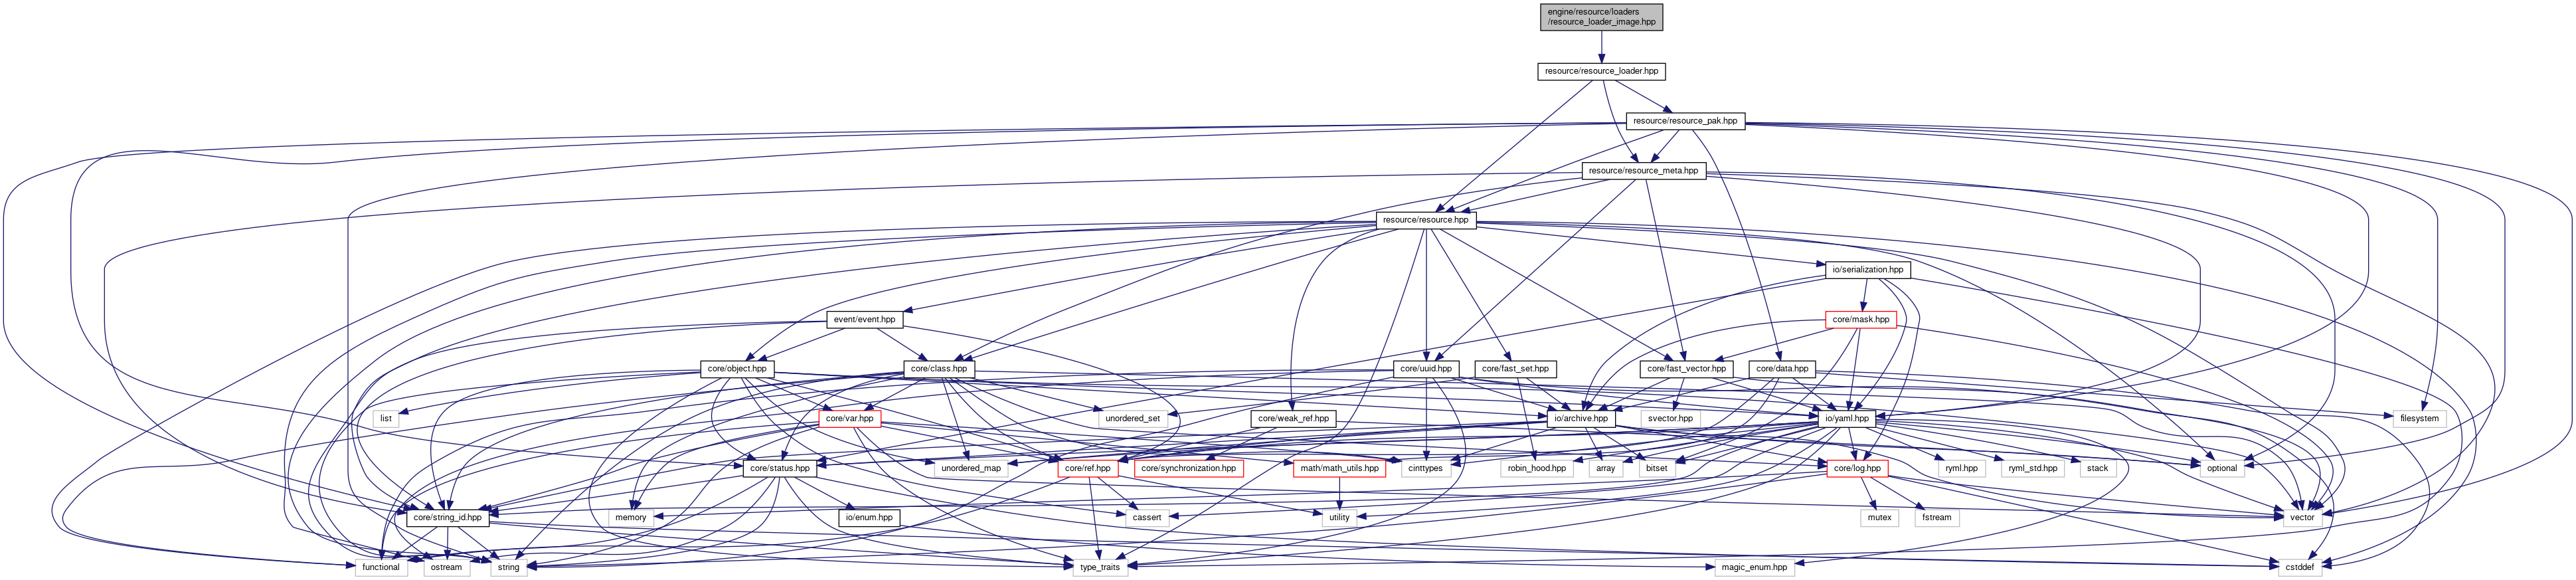 engine/resource/loaders
/resource_loader_image.hpp
resource/resource_loader.hpp
resource/resource_pak.hpp
resource/resource_meta.hpp
resource/resource.hpp
io/serialization.hpp
event/event.hpp
core/mask.hpp
core/object.hpp
core/class.hpp
core/uuid.hpp
core/fast_set.hpp
core/fast_vector.hpp
core/data.hpp
list
core/var.hpp
unordered_set
core/weak_ref.hpp
io/archive.hpp
svector.hpp
io/yaml.hpp
filesystem
core/status.hpp
unordered_map
core/ref.hpp
core/synchronization.hpp
math/math_utils.hpp
cinttypes
robin_hood.hpp
array
bitset
core/log.hpp
ryml.hpp
ryml_std.hpp
stack
optional
core/string_id.hpp
memory
io/enum.hpp
cassert
utility
mutex
fstream
vector
functional
ostream
string
type_traits
magic_enum.hpp
cstddef